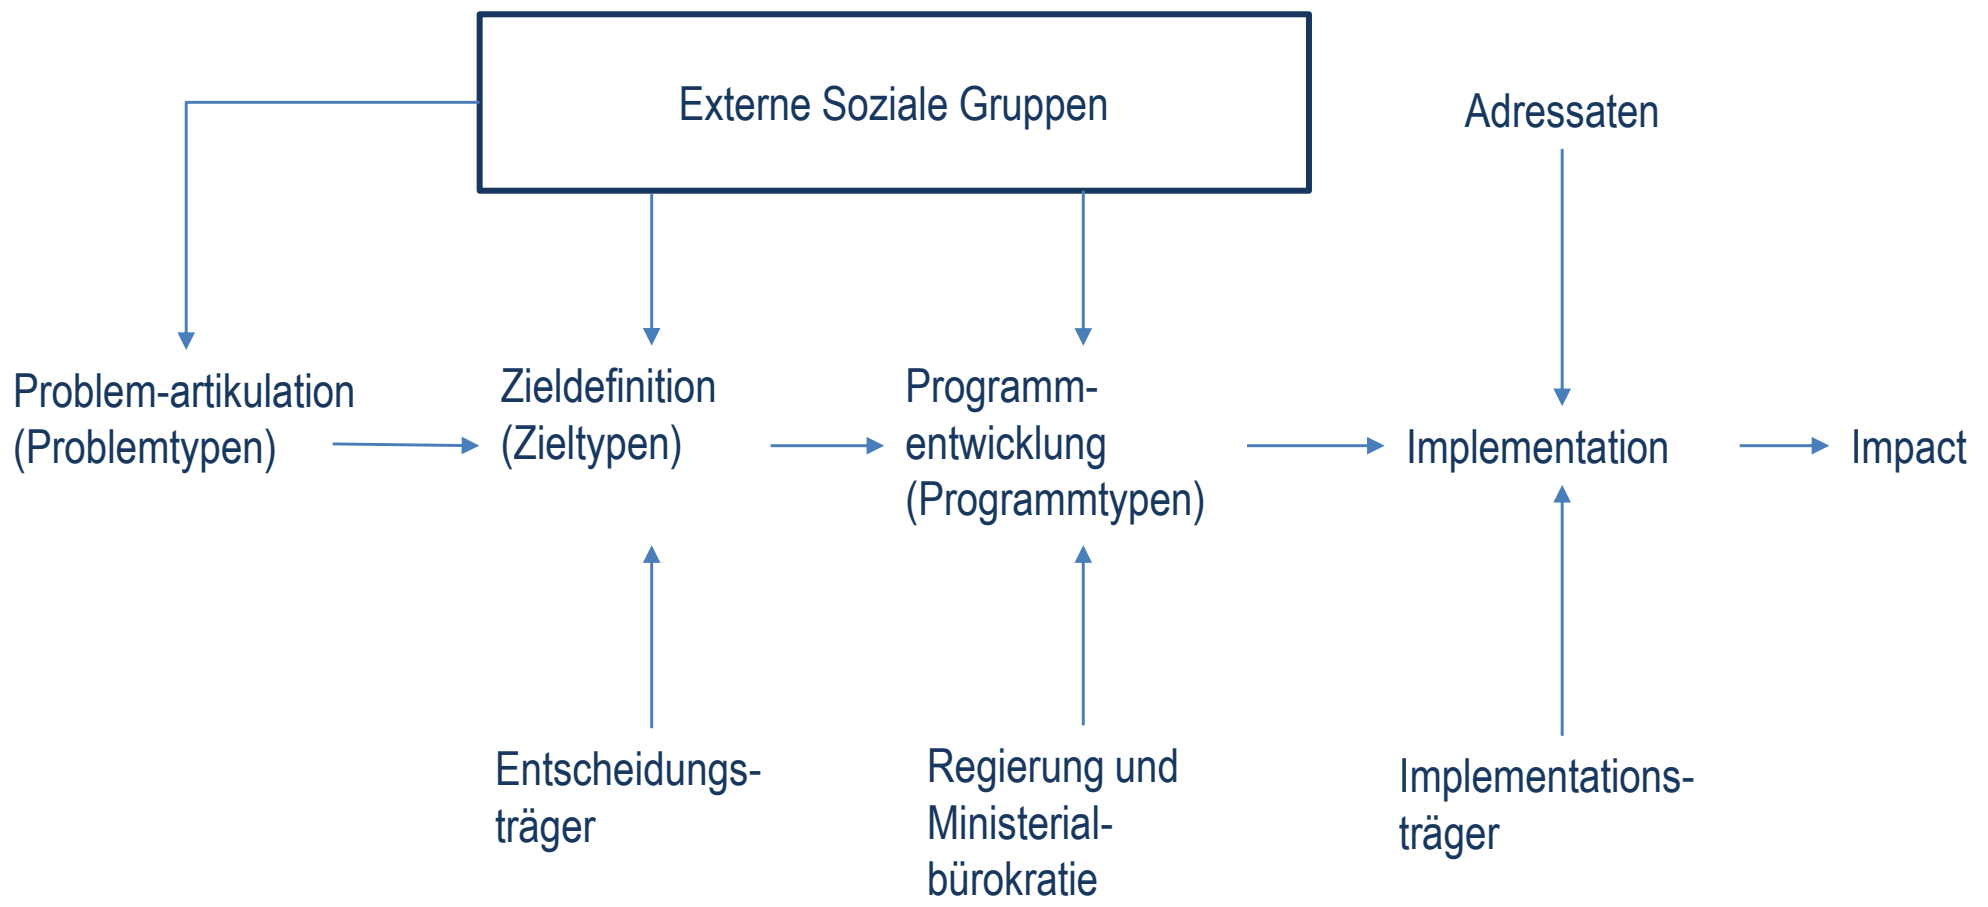 Externe Soziale Gruppen
Adressaten
Problem-artikulation
(Problemtypen)
Zieldefinition
(Zieltypen)
Programm-
entwicklung
(Programmtypen)
Implementation
Impact
Entscheidungs-
träger
Regierung und
Ministerial-
bürokratie
Implementations-
träger